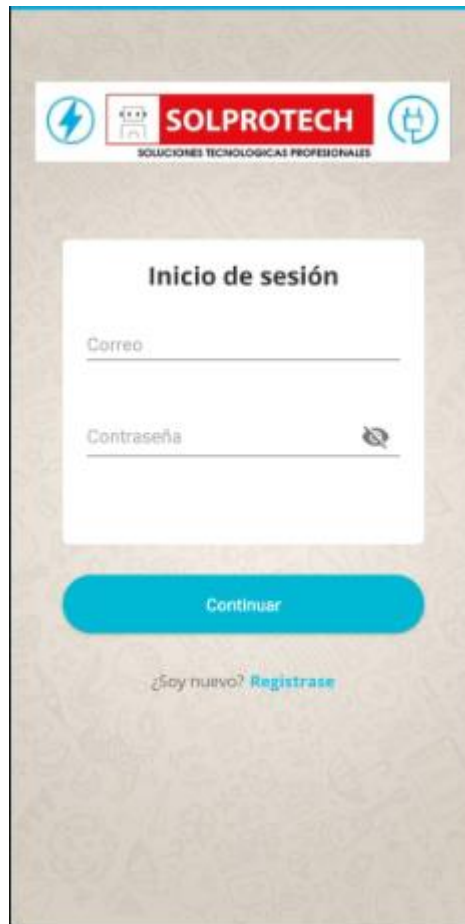 SOLPROTECH
SOLUCIONES TECNOLOGICAS PROFESIONALES
Inicio de sesión
Correo
Contraseña
Continuar
¿Soy nuevo? Registrase